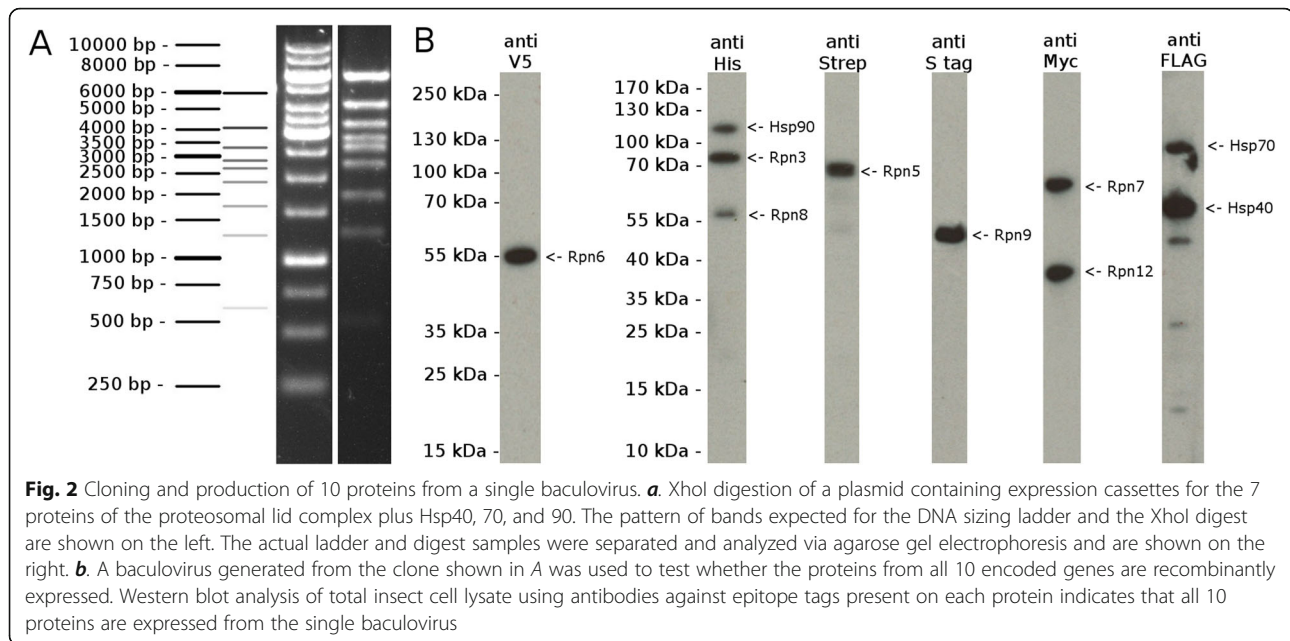 A
10000 bp -
8000 bp -
6000 bp -
5000 bp -
4000 bp -
3500 bp -
3000 bp -
2500 bp -
2000 bp -
1500 bp -
1000 bp -
750 bp -
500 bp -
250 bp -
B
anti
V5
250 kDa -
130 kDa -
100 kDa -
70 kDa -
55 kDa -
35 kDa -
25 kDa -
15 kDa -
<- Rpn6
170 kDa -
130 kDa -
100 kDa -
70 kDa -
55 kDa -
40 kDa -
35 kDa -
25 kDa -
15 kDa -
10 kDa -
anti
His
<- Hsp90
<- Rpn3
<- Rpn8
anti
Strep
<- Rpn5
anti
S tag
<- Rpn9
anti
Myc
<- Rpn7
<- Rpn12
anti
FLAG
<- Hsp70
<- Hsp40
Fig. 2 Cloning and production of 10 proteins from a single baculovirus. a. XhoI digestion of a plasmid containing expression cassettes for the 7
proteins of the proteosomal lid complex plus Hsp40, 70, and 90. The pattern of bands expected for the DNA sizing ladder and the XhoI digest
are shown on the left. The actual ladder and digest samples were separated and analyzed via agarose gel electrophoresis and are shown on the
right. b. A baculovirus generated from the clone shown in A was used to test whether the proteins from all 10 encoded genes are recombinantly
expressed. Western blot analysis of total insect cell lysate using antibodies against epitope tags present on each protein indicates that all 10
proteins are expressed from the single baculovirus